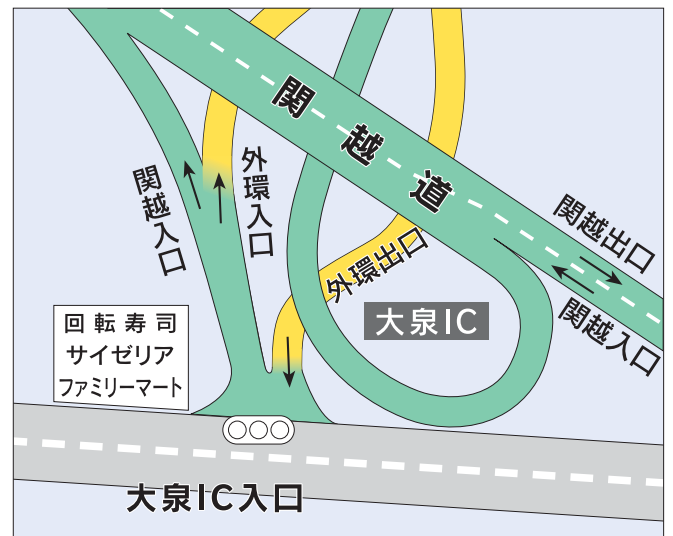 関越道
関越入口
外環入口
外環出口
関越出口
関越入口
大泉IC
回転寿司
サイゼリア
ファミリーマート
大泉IC入口